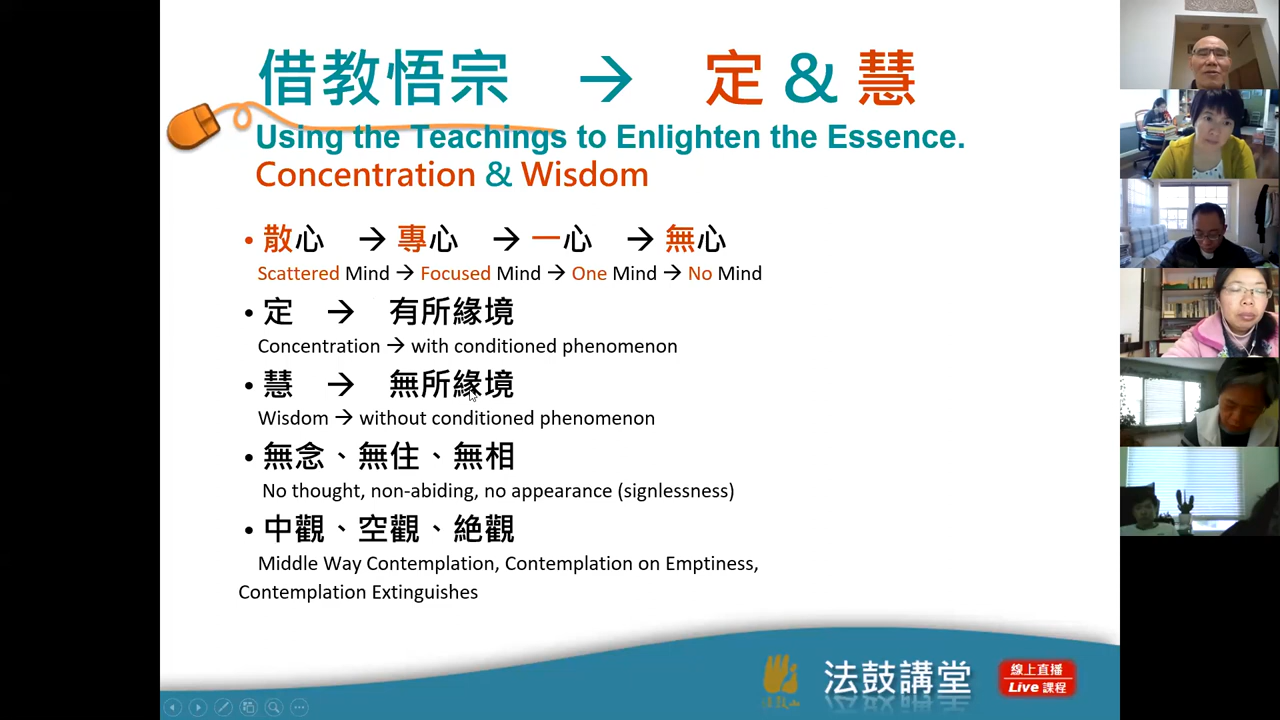 借教悟宗 → 定 & 慧
Using the Teachings to Enlighten the Essence.
Concentration & Wisdom
• 散心 → 專心 → 一心 → 無心
Scattered Mind → Focused Mind → One Mind → No Mind
• 定 → 有所緣境
Concentration → with conditioned phenomenon
• 慧 → 無所緣境
Wisdom → without conditioned phenomenon
• 無念、無住、無相
No thought, non-abiding, no appearance (signlessness)
• 中觀、空觀、絕觀
Middle Way Contemplation, Contemplation on Emptiness,
Contemplation Extinguishes
法鼓山
法鼓講堂
線上直播
Live 課程